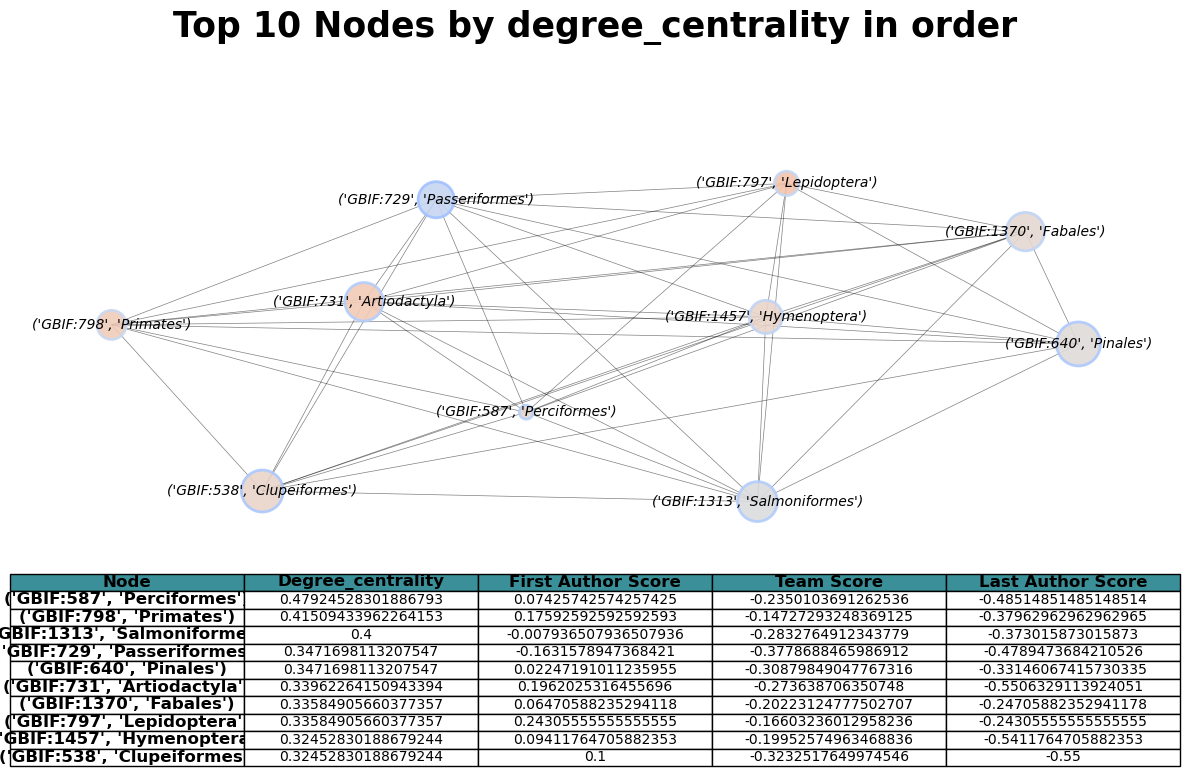 Top 10 Nodes by degree_centrality in order
('GBIF:797', 'Lepidoptera')
('GBIF:729', 'Passeriformes')
('GBIF:1370', 'Fabales')
('GBIF:731', 'Artiodactyla')
('GBIF:1457', 'Hymenoptera')
('GBIF:798', 'Primates')
('GBIF:640', 'Pinales')
('GBIF:587', 'Perciformes')
('GBIF:538', 'Clupeiformes')
('GBIF:1313', 'Salmoniformes')
Node Degree_centrality First Author Score Team Score Last Author Score
('GBIF:587', 'Perciformes' 0.47924528301886793 0.07425742574257425 -0.2350103691262536 -0.48514851485148514
('GBIF:798', 'Primates') 0.41509433962264153 0.17592592592592593 -0.14727293248369125 -0.37962962962962965
GBIF:1313', 'Salmoniforme 0.4 -0.007936507936507936 -0.2832764912343779 -0.373015873015873
'GBIF:729', 'Passeriformes 0.3471698113207547 -0.1631578947368421 -0.3778688465986912 -0.4789473684210526
('GBIF:640', 'Pinales') 0.3471698113207547 0.02247191011235955 -0.30879849047767316 -0.33146067415730335
('GBIF:731', 'Artiodactyla' 0.33962264150943394 0.1962025316455696 -0.273638706350748 -0.5506329113924051
('GBIF:1370', 'Fabales') 0.33584905660377357 0.06470588235294118 -0.20223124777502707 -0.24705882352941178
('GBIF:797', 'Lepidoptera' 0.33584905660377357 0.24305555555555555 -0.16603236012958236 -0.24305555555555555
'GBIF:1457', 'Hymenoptera 0.32452830188679244 0.09411764705882353 -0.19952574963468836 -0.5411764705882353
('GBIF:538', 'Clupeiformes 0.32452830188679244 0.1 -0.3232517649974546 -0.55